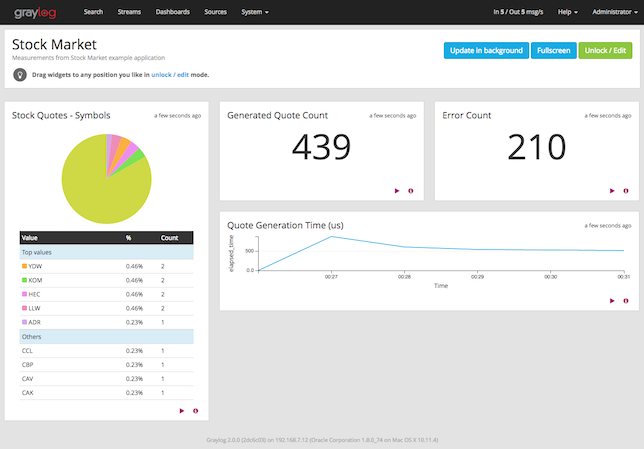 graylog Search Streams Dashboards Sources System In 5 / Out 5 msg/s Help Administrator
Stock Market
Measurements from Stock Market example application
Update in background Fullscreen Unlock / Edit
Drag widgets to any position you like in unlock / edit mode.
Stock Quotes - Symbols a few seconds ago
Value % Count
Top values
YOW 0.46% 2
KOM 0.46% 2
HEC 0.46% 2
LLW 0.46% 2
ADR 0.23% 1
Others
CCL 0.23% 1
CBP 0.23% 1
CAV 0.23% 1
CAK 0.23% 1
Generated Quote Count a few seconds ago
439
Error Count a few seconds ago
210
Quote Generation Time (us) a few seconds ago
elapsed_time
500
0.0
00:27 00:28 00:29 00:30 00:31
Time
Graylog 2.0.0 (2dc6c03) on 192.168.7.12 (Oracle Corporation 1.8.0_74 on Mac OS X 10.11.4)